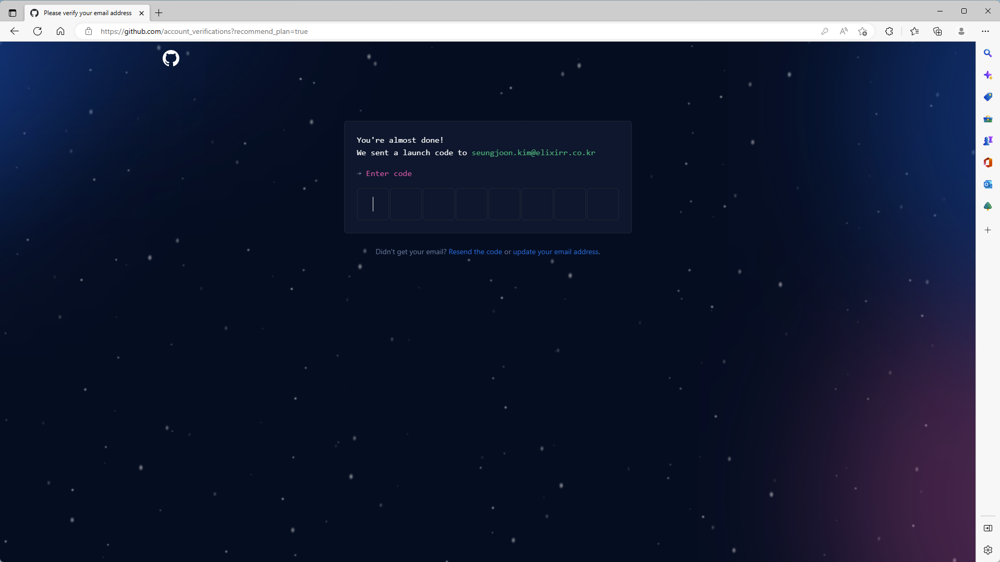 Please verify your email address
https://github.com/account_verifications?recommend_plan=true
You're almost done!
We sent a launch code to seungjoon.kim@elixirr.co.kr
→ Enter code
Didn't get your email? Resend the code or update your email address.